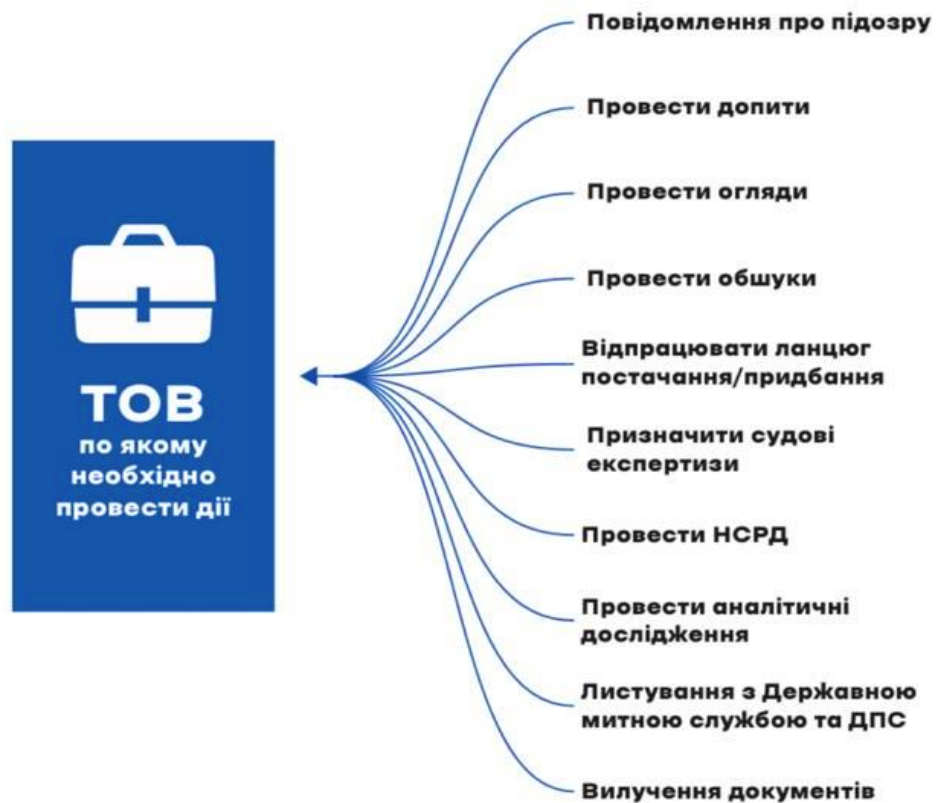 Повідомлення про підозру
Провести допити
Провести огляди
Провести обшуки
Відпрацювати ланцюг
постачання/придбання
Призначити судові
експертизи
Провести НСРД
Провести аналітичні
дослідження
Листування з Державною
митною службою та ДПС
Вилучення документів
ТОВ
по якому
необхідно
провести дії